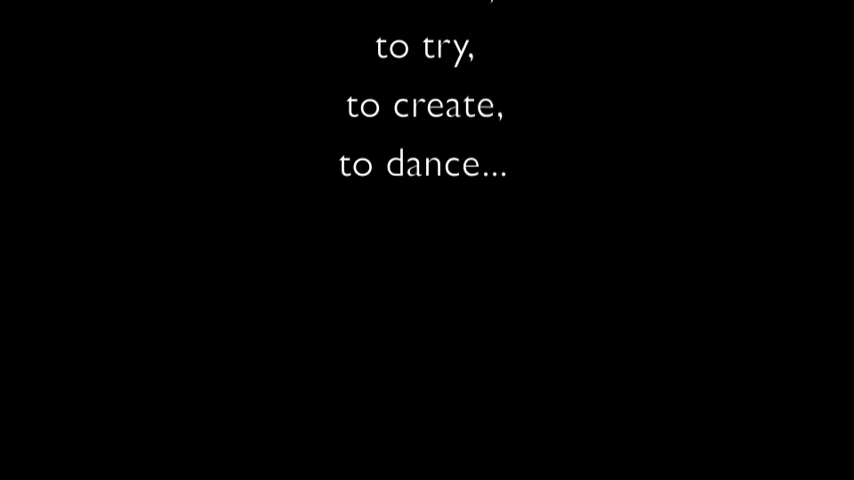 to try,
to create,
to dance...